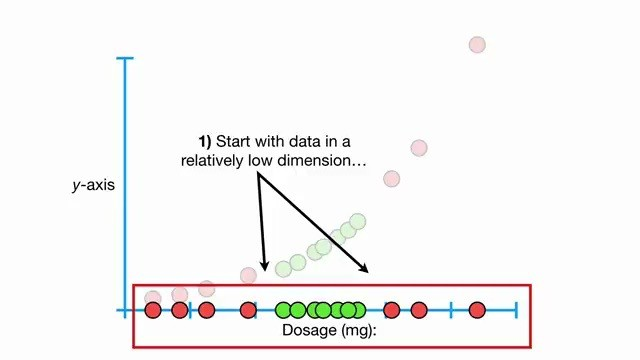 1) Start with data in a
relatively low dimension…
y-axis
Dosage (mg):